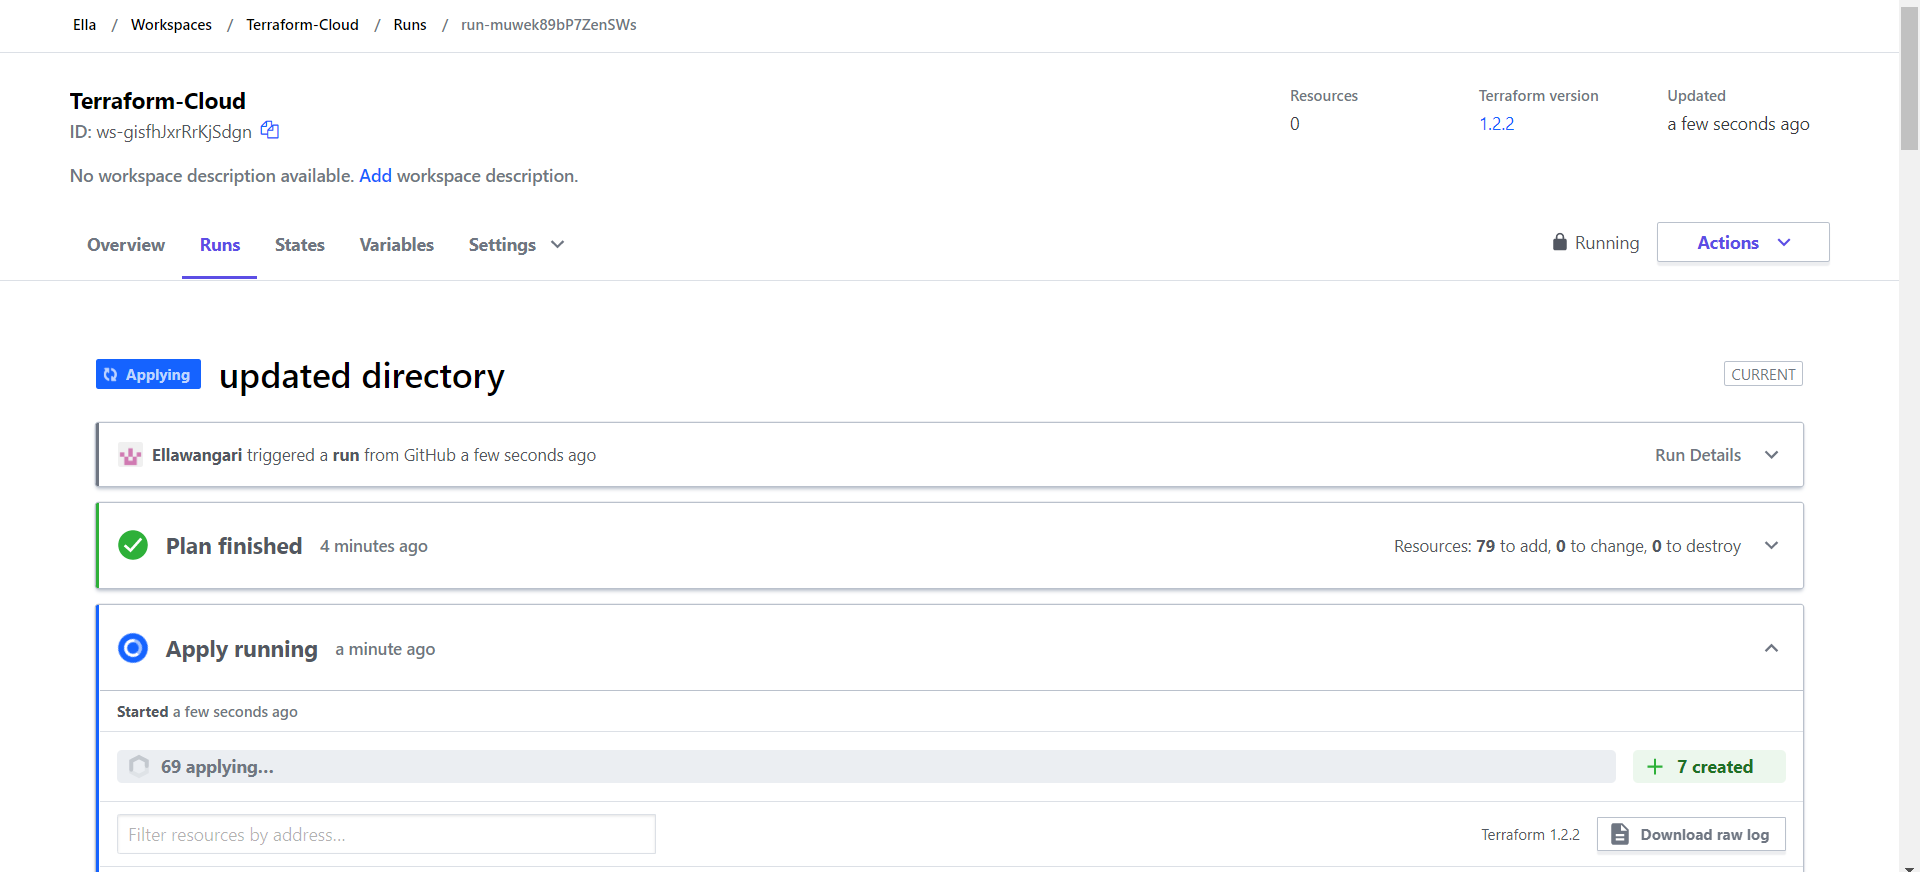 Ella / Workspaces / Terraform-Cloud / Runs / run-muwek89bP7ZenSWs
Terraform-Cloud
ID: ws-gisfhJxrRrKjSdgn
Resources
0
Terraform version
1.2.2
Updated
a few seconds ago
No workspace description available. Add workspace description.
Overview Runs States Variables Settings
Running
Actions
Applying
updated directory
CURRENT
Ellawangari triggered a run from GitHub a few seconds ago
Run Details
Plan finished 4 minutes ago
Resources: 79 to add, 0 to change, 0 to destroy
Apply running a minute ago
Started a few seconds ago
69 applying...
+ 7 created
Filter resources by address...
Terraform 1.2.2
Download raw log